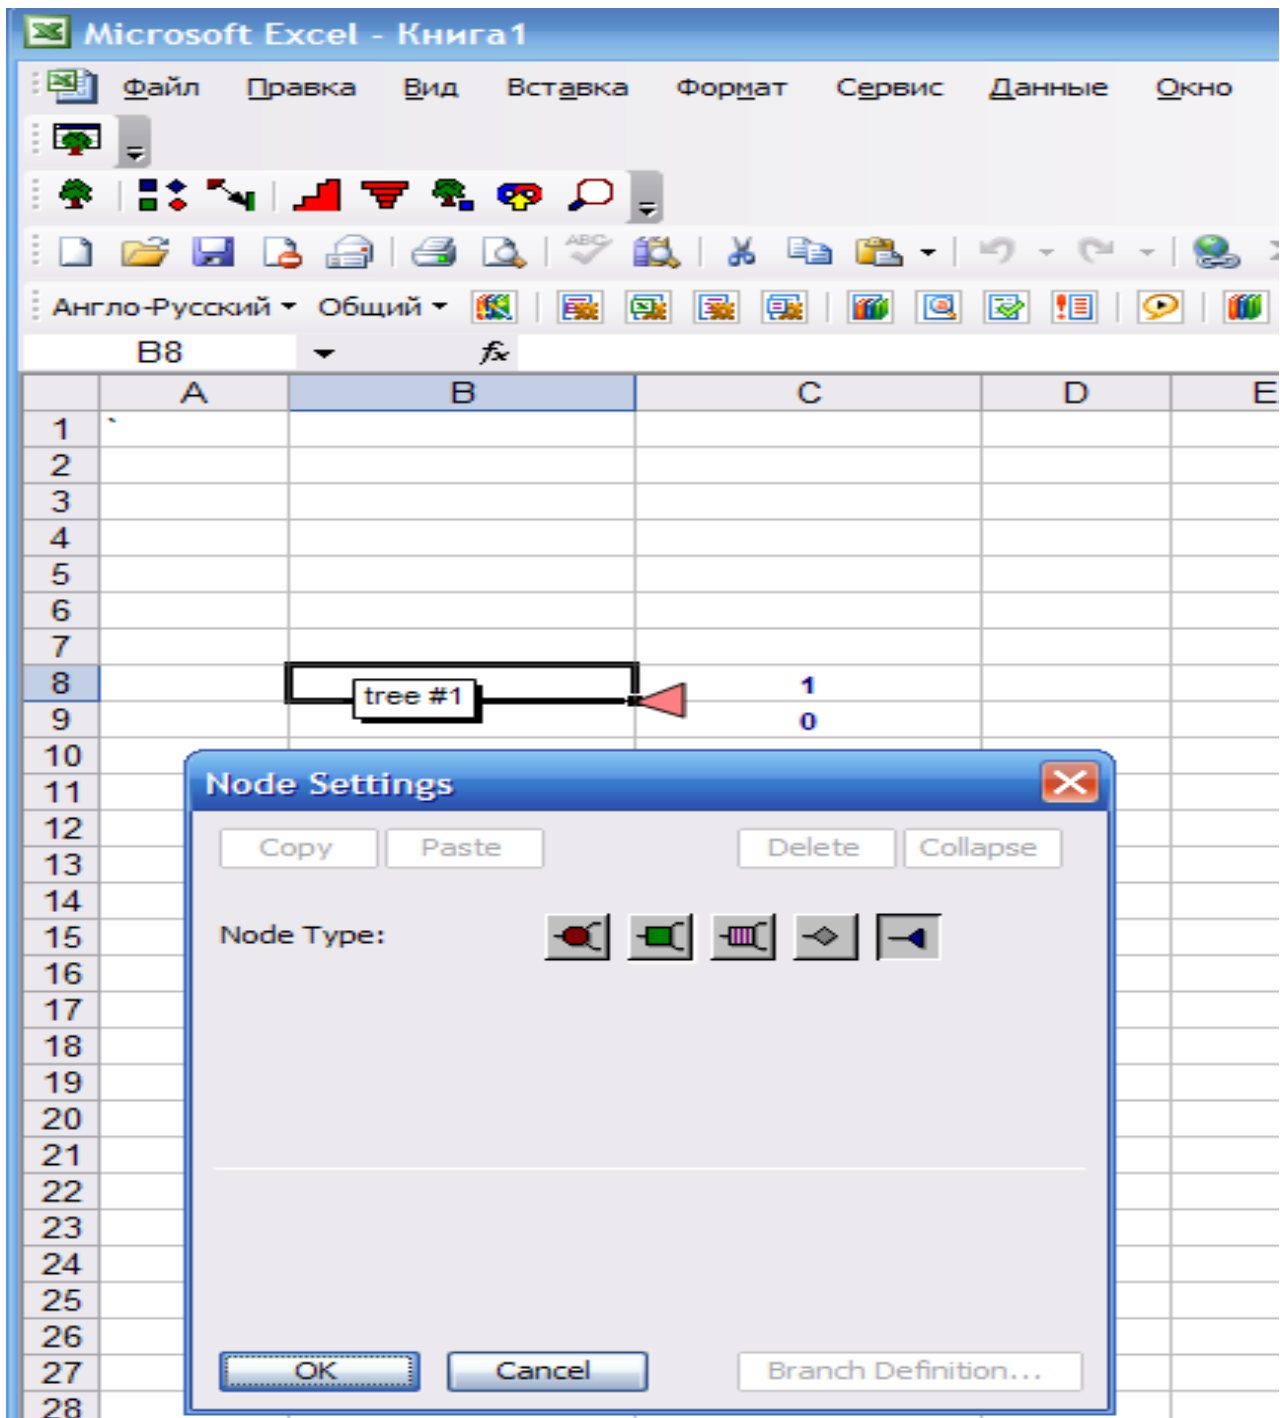 Microsoft Excel - Книга1
Файл Правка Вид Вставка Формат Сервис Данные Окно
ABC
Англо-Русский Общий
B8 fx
A B C D E
1 `
2
3
4
5
6
7
8 tree #1 1
9 0
10
11 Node Settings
12
13 Copy Paste Delete Collapse
14
15 Node Type:
16
17
18
19
20
21
22
23
24
25
26
27 OK Cancel Branch Definition...
28